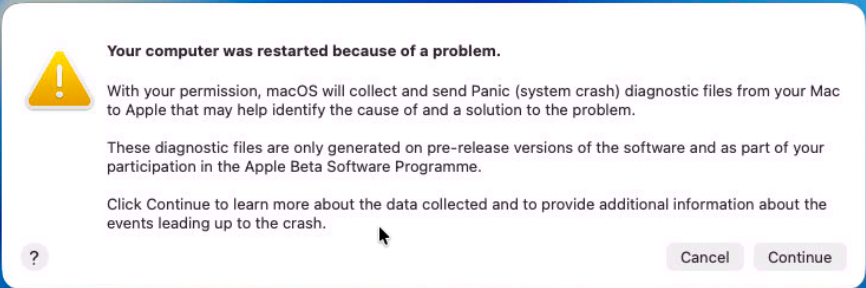 Your computer was restarted because of a problem.
With your permission, macOS will collect and send Panic (system crash) diagnostic files from your Mac
to Apple that may help identify the cause of and a solution to the problem.
These diagnostic files are only generated on pre-release versions of the software and as part of your
participation in the Apple Beta Software Programme.
Click Continue to learn more about the data collected and to provide additional information about the
events leading up to the crash.
? Cancel Continue